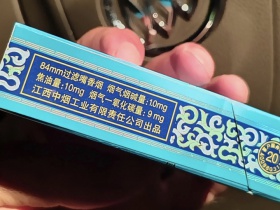 84mm过滤嘴香烟 烟气烟碱量:1.0mg
焦油量:10mg 烟气一氧化碳量:9mg
江西中烟工业有限责任公司出品
20